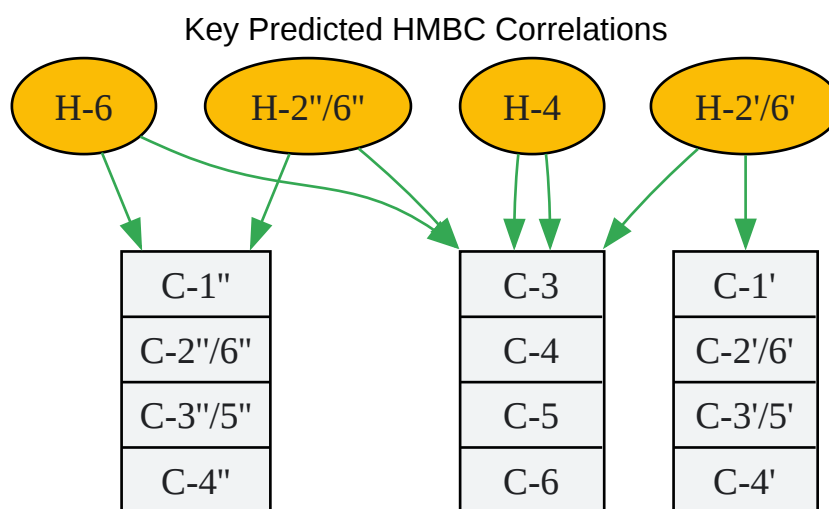 Key Predicted HMBC Correlations
H-6
H-2"/6"
H-4
H-2'/6'
C-1"
C-2"/6"
C-3"/5"
C-4"
C-3
C-4
C-5
C-6
C-1'
C-2'/6'
C-3'/5'
C-4'